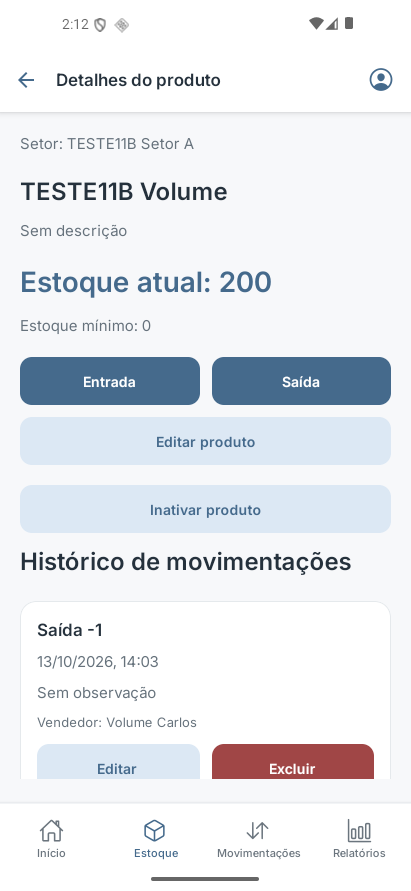 2:12
Detalhes do produto
Setor: TESTE11B Setor A
TESTE11B Volume
Sem descrição
Estoque atual: 200
Estoque mínimo: 0
Entrada
Saída
Editar produto
Inativar produto
Histórico de movimentações
Saída -1
13/10/2026, 14:03
Sem observação
Vendedor: Volume Carlos
Editar
Excluir
Início
Estoque
Movimentações
Relatórios